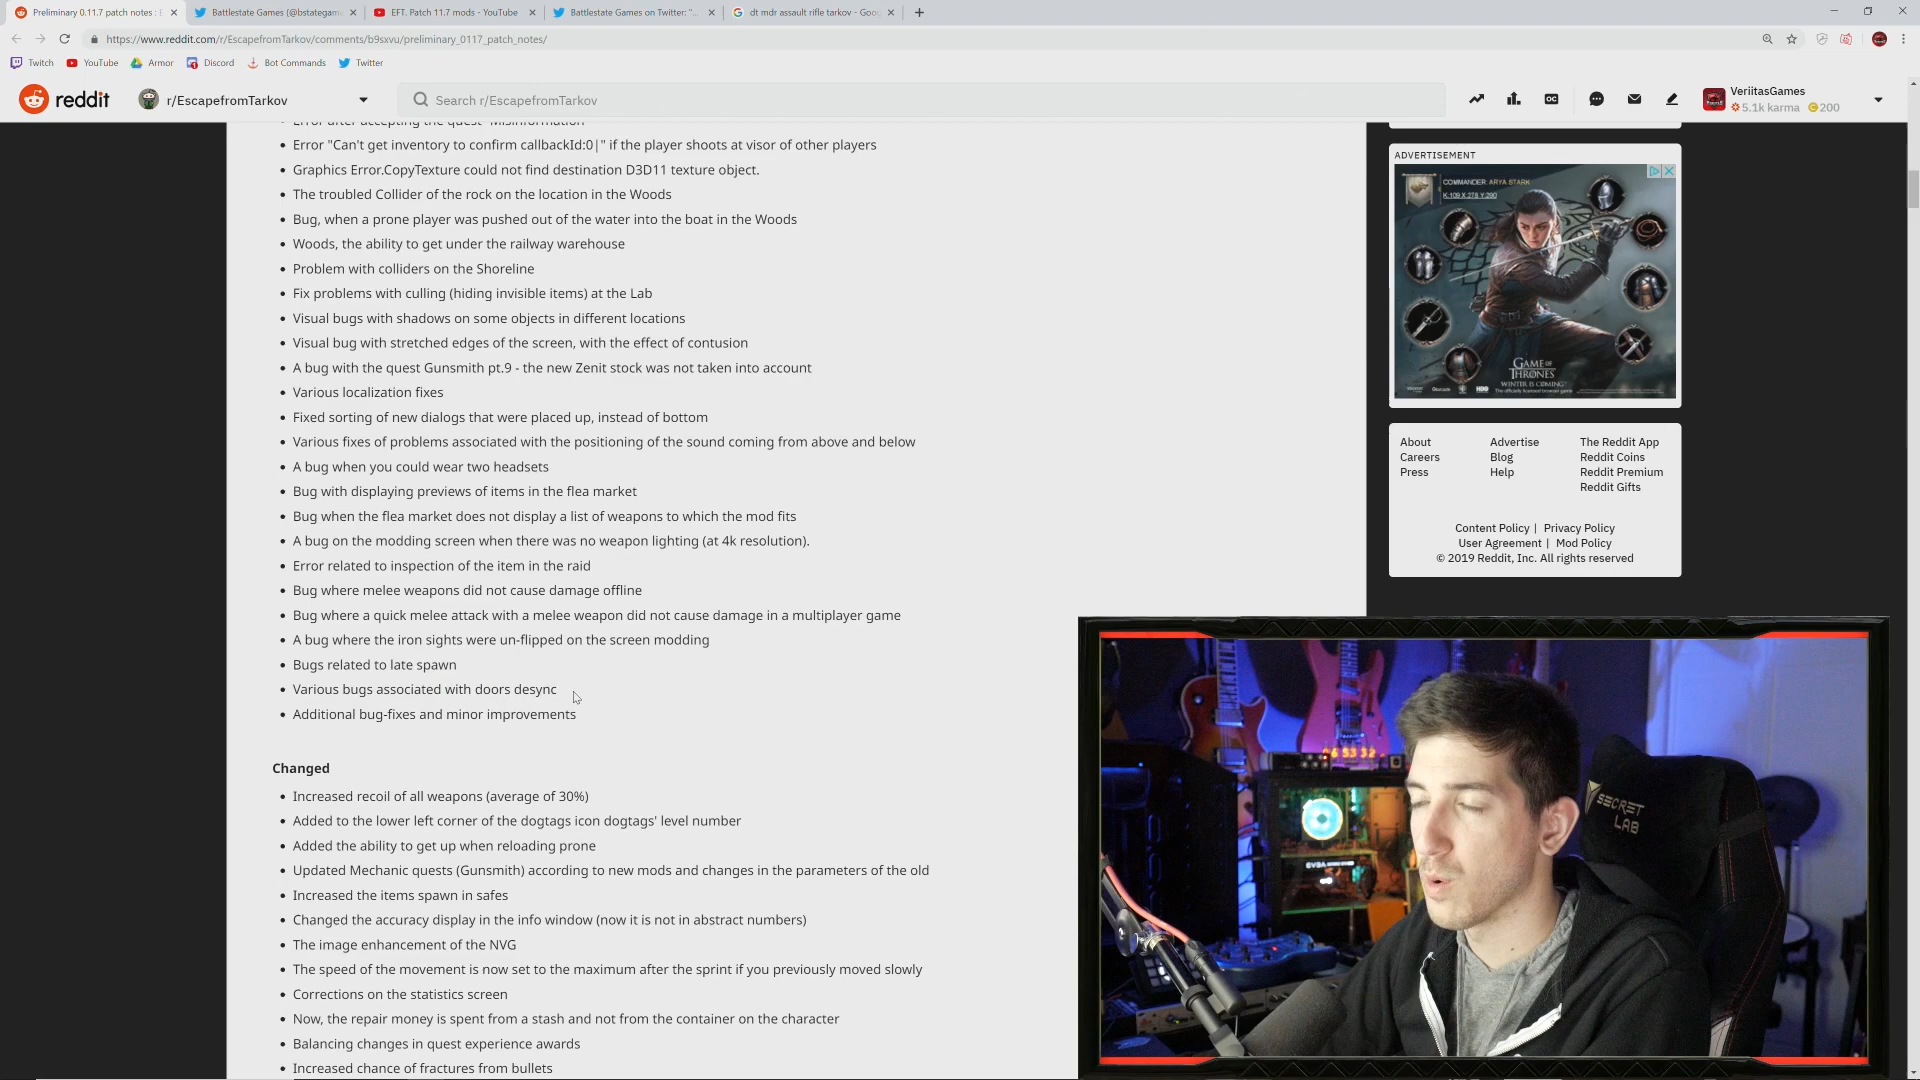 Preliminary 0.11.7 patch notes : E
Battlestate Games (@bstategam
EFT. Patch 11.7 mods - YouTube
Battlestate Games on Twitter: "...
dt mdr assault rifle tarkov - Goo
https://www.reddit.com/r/EscapefromTarkov/comments/b9sxvu/preliminary_0117_patch_notes/
Twitch
YouTube
Armor
Discord
Bot Commands
Twitter
reddit
r/EscapefromTarkov
Search r/EscapefromTarkov
VeriitasGames
5.1k karma
200
Error after accepting the quest "Misinformation"
Error "Can't get inventory to confirm callbackId:0|" if the player shoots at visor of other players
Graphics Error.CopyTexture could not find destination D3D11 texture object.
The troubled Collider of the rock on the location in the Woods
Bug, when a prone player was pushed out of the water into the boat in the Woods
Woods, the ability to get under the railway warehouse
Problem with colliders on the Shoreline
Fix problems with culling (hiding invisible items) at the Lab
Visual bugs with shadows on some objects in different locations
Visual bug with stretched edges of the screen, with the effect of contusion
A bug with the quest Gunsmith pt.9 - the new Zenit stock was not taken into account
Various localization fixes
Fixed sorting of new dialogs that were placed up, instead of bottom
Various fixes of problems associated with the positioning of the sound coming from above and below
A bug when you could wear two headsets
Bug with displaying previews of items in the flea market
Bug when the flea market does not display a list of weapons to which the mod fits
A bug on the modding screen when there was no weapon lighting (at 4k resolution).
Error related to inspection of the item in the raid
Bug where melee weapons did not cause damage offline
Bug where a quick melee attack with a melee weapon did not cause damage in a multiplayer game
A bug where the iron sights were un-flipped on the screen modding
Bugs related to late spawn
Various bugs associated with doors desync
Additional bug-fixes and minor improvements
Changed
Increased recoil of all weapons (average of 30%)
Added to the lower left corner of the dogtags icon dogtags' level number
Added the ability to get up when reloading prone
Updated Mechanic quests (Gunsmith) according to new mods and changes in the parameters of the old
Increased the items spawn in safes
Changed the accuracy display in the info window (now it is not in abstract numbers)
The image enhancement of the NVG
The speed of the movement is now set to the maximum after the sprint if you previously moved slowly
Corrections on the statistics screen
Now, the repair money is spent from a stash and not from the container on the character
Balancing changes in quest experience awards
Increased chance of fractures from bullets
ADVERTISEMENT
COMMANDER: ARYA STARK
K:109 X:278 Y:290
GAME OF THRONES
WINTER IS COMING
About
Advertise
The Reddit App
Careers
Blog
Reddit Coins
Press
Help
Reddit Premium
Reddit Gifts
Content Policy | Privacy Policy
User Agreement | Mod Policy
© 2019 Reddit, Inc. All rights reserved
SECRET
LAB
EVGA